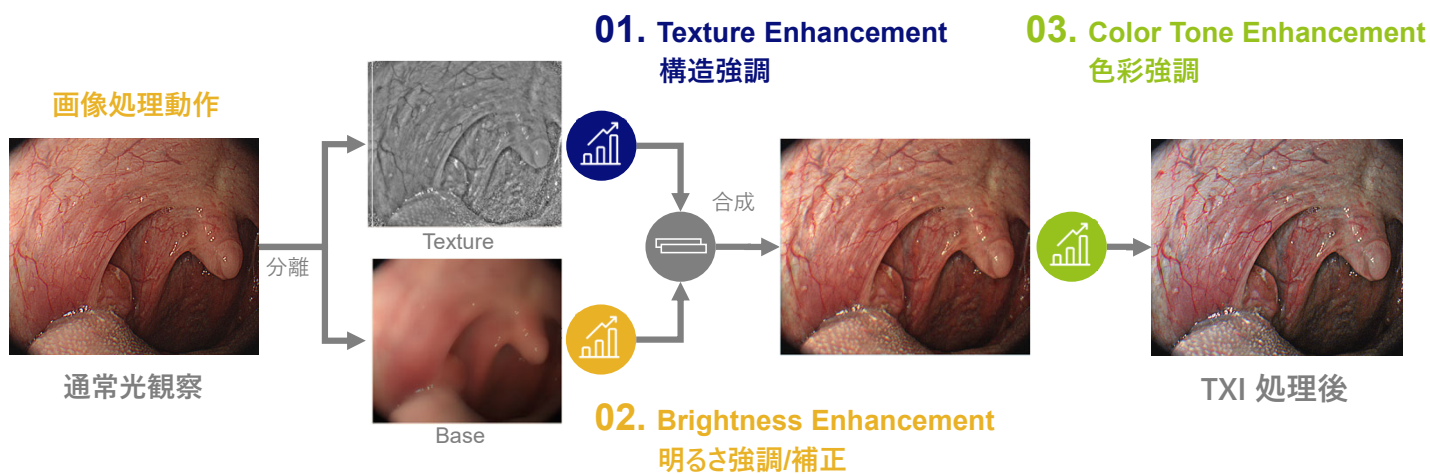 画像処理動作
通常光観察
分離
Texture
Base
01. Texture Enhancement
構造強調
02. Brightness Enhancement
明るさ強調/補正
合成
03. Color Tone Enhancement
色彩強調
TXI 処理後